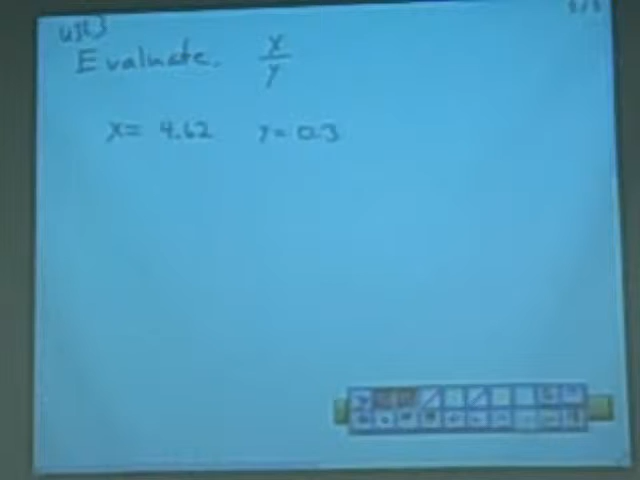 Evaluate. x/y
x= 4.62 y= 0.3